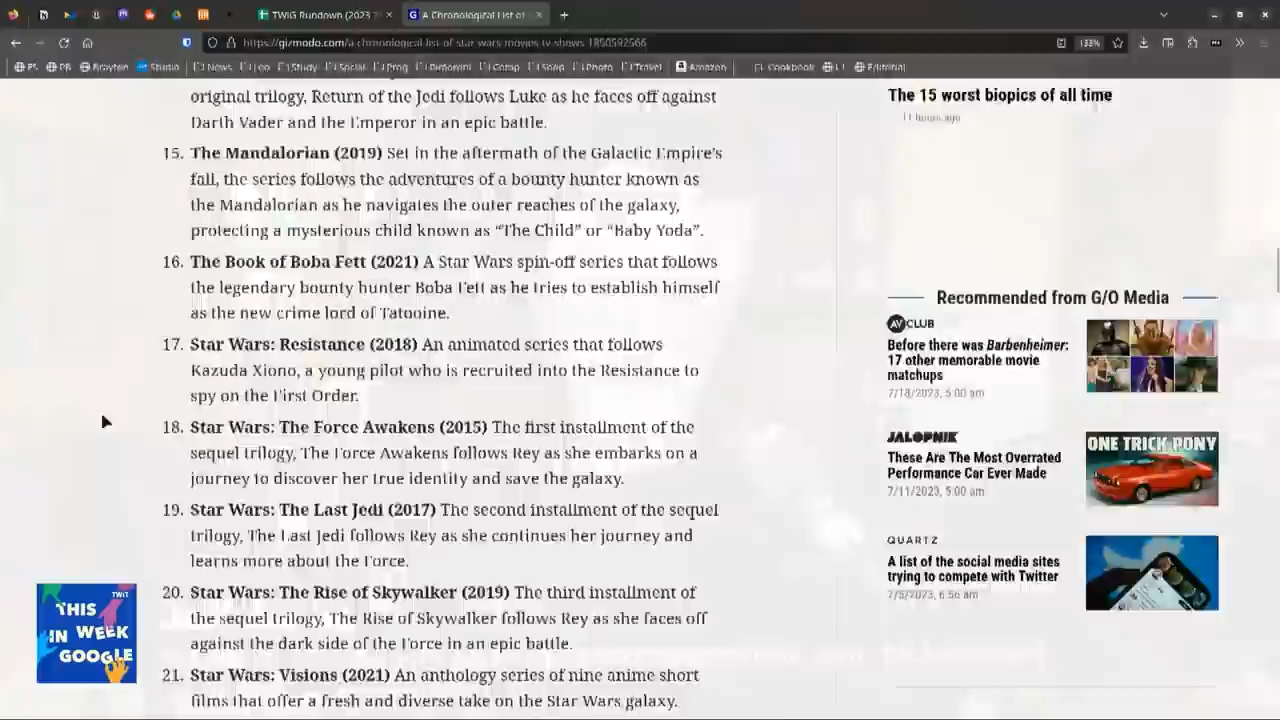 TWiG Rundown (2023
A Chronological List of
https://gizmodo.com/a-chronological-list-of-star-wars-movies-tv-shows-1850592566
133%
Studio
News
Study
Social
Prog
Comp
Photo
Travel
Amazon
Cookbook
Editorial
original trilogy, Return of the Jedi follows Luke as he faces off against
Darth Vader and the Emperor in an epic battle.
15. The Mandalorian (2019) Set in the aftermath of the Galactic Empire's
fall, the series follows the adventures of a bounty hunter known as
the Mandalorian as he navigates the outer reaches of the galaxy,
protecting a mysterious child known as “The Child” or “Baby Yoda”.
16. The Book of Boba Fett (2021) A Star Wars spin-off series that follows
the legendary bounty hunter Boba Fett as he tries to establish himself
as the new crime lord of Tatooine.
17. Star Wars: Resistance (2018) An animated series that follows
Kazuda Xiono, a young pilot who is recruited into the Resistance to
spy on the First Order.
18. Star Wars: The Force Awakens (2015) The first installment of the
sequel trilogy, The Force Awakens follows Rey as she embarks on a
journey to discover her true identity and save the galaxy.
19. Star Wars: The Last Jedi (2017) The second installment of the sequel
trilogy, The Last Jedi follows Rey as she continues her journey and
learns more about the Force.
20. Star Wars: The Rise of Skywalker (2019) The third installment of
the sequel trilogy, The Rise of Skywalker follows Rey as she faces off
against the dark side of the Force in an epic battle.
21. Star Wars: Visions (2021) An anthology series of nine anime short
films that offer a fresh and diverse take on the Star Wars galaxy.
The 15 worst biopics of all time
11 hours ago
Recommended from G/O Media
AV CLUB
Before there was Barbenheimer:
17 other memorable movie
matchups
7/18/2023, 5:00 am
JALOPNIK
These Are The Most Overrated
Performance Car Ever Made
7/11/2023, 5:00 am
ONE TRICK PONY
QUARTZ
A list of the social media sites
trying to compete with Twitter
7/5/2023, 6:56 am
TWiT
THIS
IN WEEK
GOOGLE